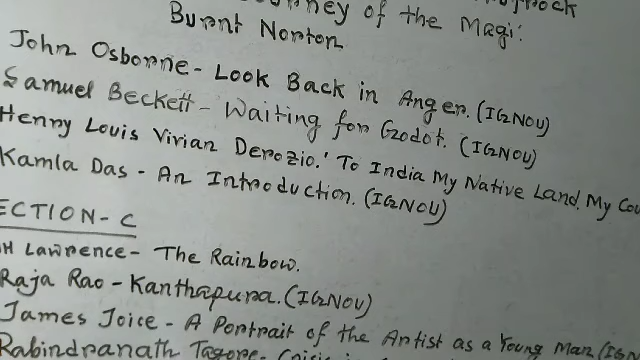 of the Magi'.
Burnt Norton
John Osborne - Look Back in Anger. (IGNOU)
Samuel Beckett - Waiting for Godot. (IGNOU)
Henry Louis Vivian Derozio.' To India My Native Land. My Cou
Kamla Das - An Introduction. (IGNOU)
ECTION - C
H Lawrence - The Rainbow.
Raja Rao - Kanthapura. (IGNOU)
James Joice - A Portrait of the Artist as a Young Man (IGN
Rabindranath Tagore -